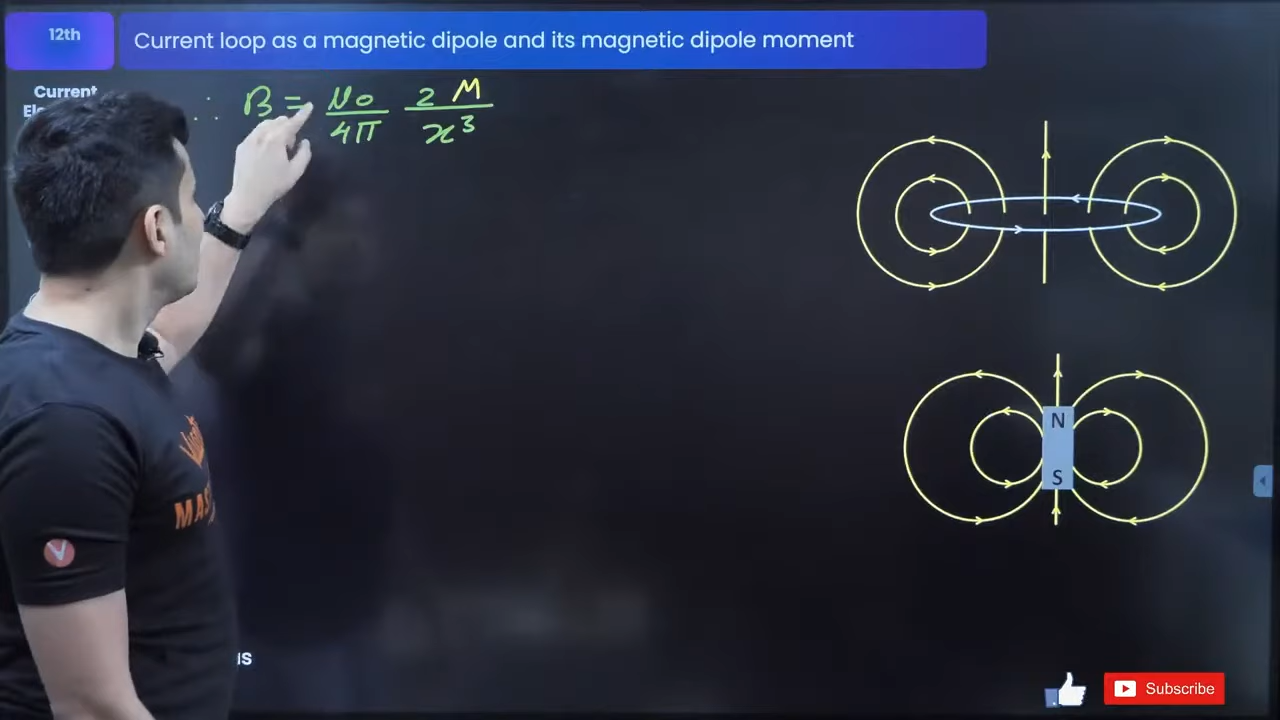 12th
Current loop as a magnetic dipole and its magnetic dipole moment
Current
∴ B = μ₀/4π 2M/x³
N
S
V
Subscribe